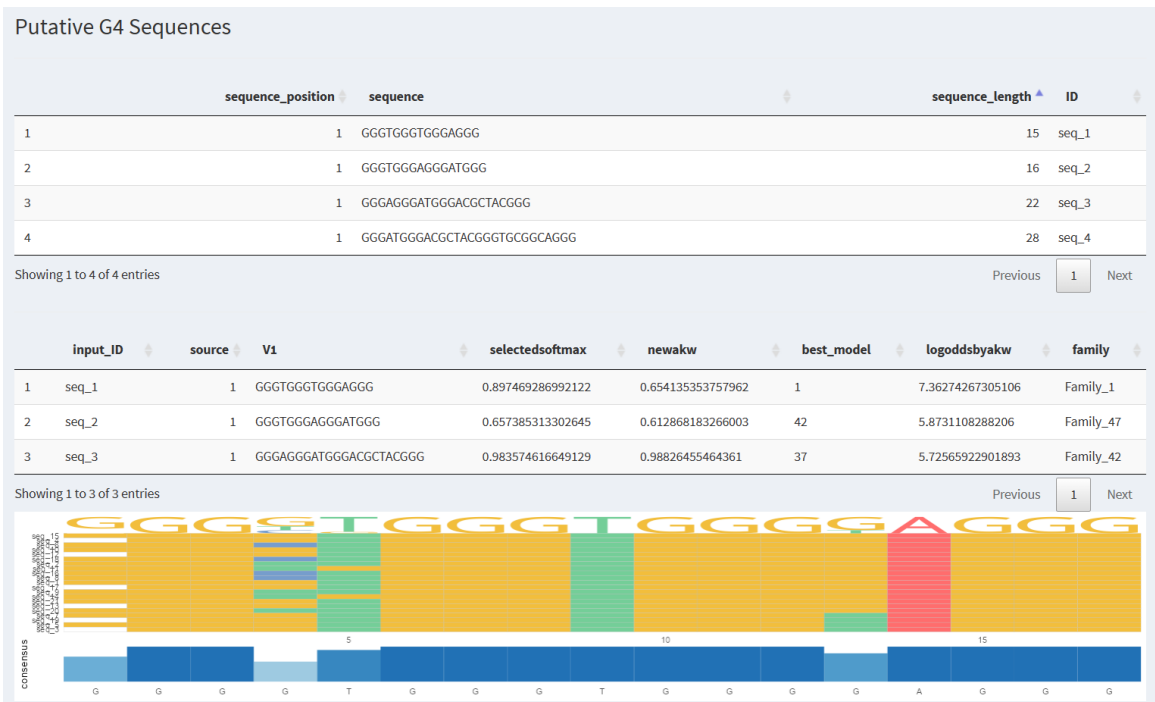 Putative G4 Sequences
sequence_position sequence sequence_length ID
1 1 GGGTGGGTGGGAGGG 15 seq_1
2 1 GGGTGGGAGGGATGGG 16 seq_2
3 1 GGGAGGGATGGGACGCTACGGG 22 seq_3
4 1 GGGATGGGACGCTACGGGTGCGGCAGGG 28 seq_4
Showing 1 to 4 of 4 entries Previous 1 Next
input_ID source V1 selectedsoftmax newakw best_model logoddsbyakw family
1 seq_1 1 GGGTGGGTGGGAGGG 0.897469286992122 0.654135353757962 1 7.36274267305106 Family_1
2 seq_2 1 GGGTGGGAGGGATGGG 0.657385313302645 0.612868183266003 42 5.8731108288206 Family_47
3 seq_3 1 GGGAGGGATGGGACGCTACGGG 0.983574616649129 0.98826455464361 37 5.72565922901893 Family_42
Showing 1 to 3 of 3 entries Previous 1 Next
G G G G T G G G T G G G G A G G G
seq_15
seq_3
5 10 15
consensus
G G G G T G G G T G G G G A G G G